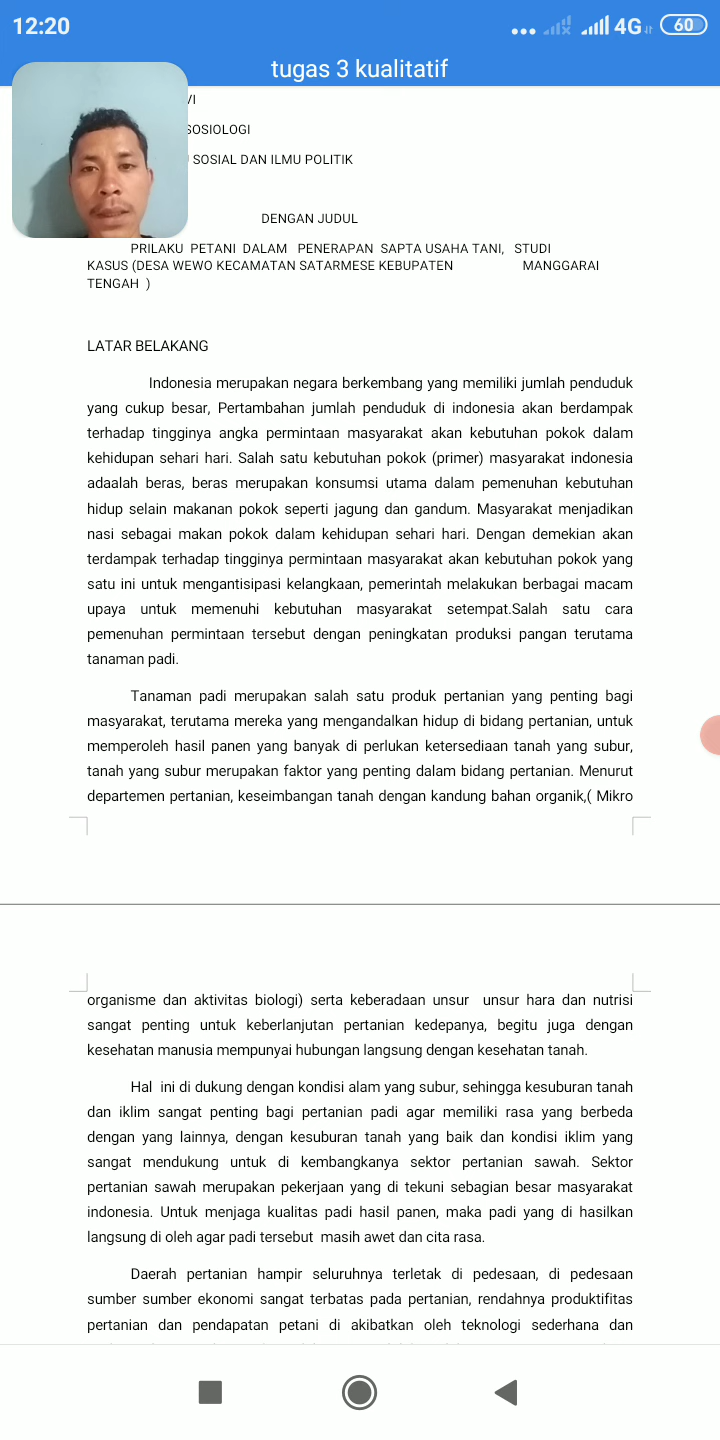 12:20
4G
60
tugas 3 kualitatif
VI
SOSIOLOGI
SOSIAL DAN ILMU POLITIK
DENGAN JUDUL
PRILAKU PETANI DALAM PENERAPAN SAPTA USAHA TANI, STUDI
KASUS (DESA WEWO KECAMATAN SATARMESE KEBUPATEN MANGGARAI
TENGAH )
LATAR BELAKANG
Indonesia merupakan negara berkembang yang memiliki jumlah penduduk
yang cukup besar, Pertambahan jumlah penduduk di indonesia akan berdampak
terhadap tingginya angka permintaan masyarakat akan kebutuhan pokok dalam
kehidupan sehari hari. Salah satu kebutuhan pokok (primer) masyarakat indonesia
adaalah beras, beras merupakan konsumsi utama dalam pemenuhan kebutuhan
hidup selain makanan pokok seperti jagung dan gandum. Masyarakat menjadikan
nasi sebagai makan pokok dalam kehidupan sehari hari. Dengan demekian akan
terdampak terhadap tingginya permintaan masyarakat akan kebutuhan pokok yang
satu ini untuk mengantisipasi kelangkaan, pemerintah melakukan berbagai macam
upaya untuk memenuhi kebutuhan masyarakat setempat.Salah satu cara
pemenuhan permintaan tersebut dengan peningkatan produksi pangan terutama
tanaman padi.
Tanaman padi merupakan salah satu produk pertanian yang penting bagi
masyarakat, terutama mereka yang mengandalkan hidup di bidang pertanian, untuk
memperoleh hasil panen yang banyak di perlukan ketersediaan tanah yang subur,
tanah yang subur merupakan faktor yang penting dalam bidang pertanian. Menurut
departemen pertanian, keseimbangan tanah dengan kandung bahan organik,( Mikro
organisme dan aktivitas biologi) serta keberadaan unsur unsur hara dan nutrisi
sangat penting untuk keberlanjutan pertanian kedepanya, begitu juga dengan
kesehatan manusia mempunyai hubungan langsung dengan kesehatan tanah.
Hal ini di dukung dengan kondisi alam yang subur, sehingga kesuburan tanah
dan iklim sangat penting bagi pertanian padi agar memiliki rasa yang berbeda
dengan yang lainnya, dengan kesuburan tanah yang baik dan kondisi iklim yang
sangat mendukung untuk di kembangkanya sektor pertanian sawah. Sektor
pertanian sawah merupakan pekerjaan yang di tekuni sebagian besar masyarakat
indonesia. Untuk menjaga kualitas padi hasil panen, maka padi yang di hasilkan
langsung di oleh agar padi tersebut masih awet dan cita rasa.
Daerah pertanian hampir seluruhnya terletak di pedesaan, di pedesaan
sumber sumber ekonomi sangat terbatas pada pertanian, rendahnya produktifitas
pertanian dan pendapatan petani di akibatkan oleh teknologi sederhana dan